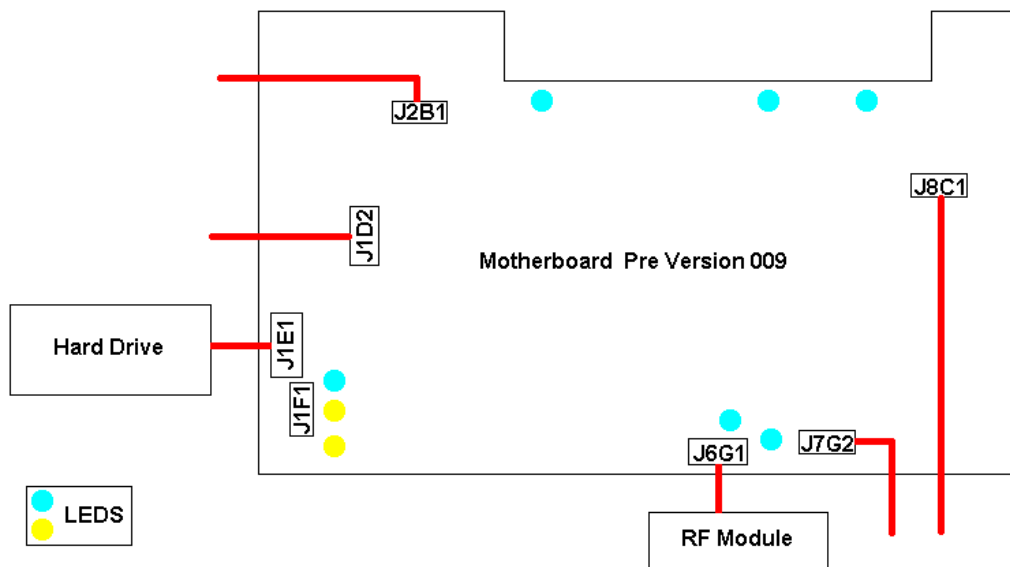 J2B1
J8C1
J1D2
Motherboard Pre Version 009
Hard Drive
J1E1
J1F1
J6G1
J7G2
LEDS
RF Module